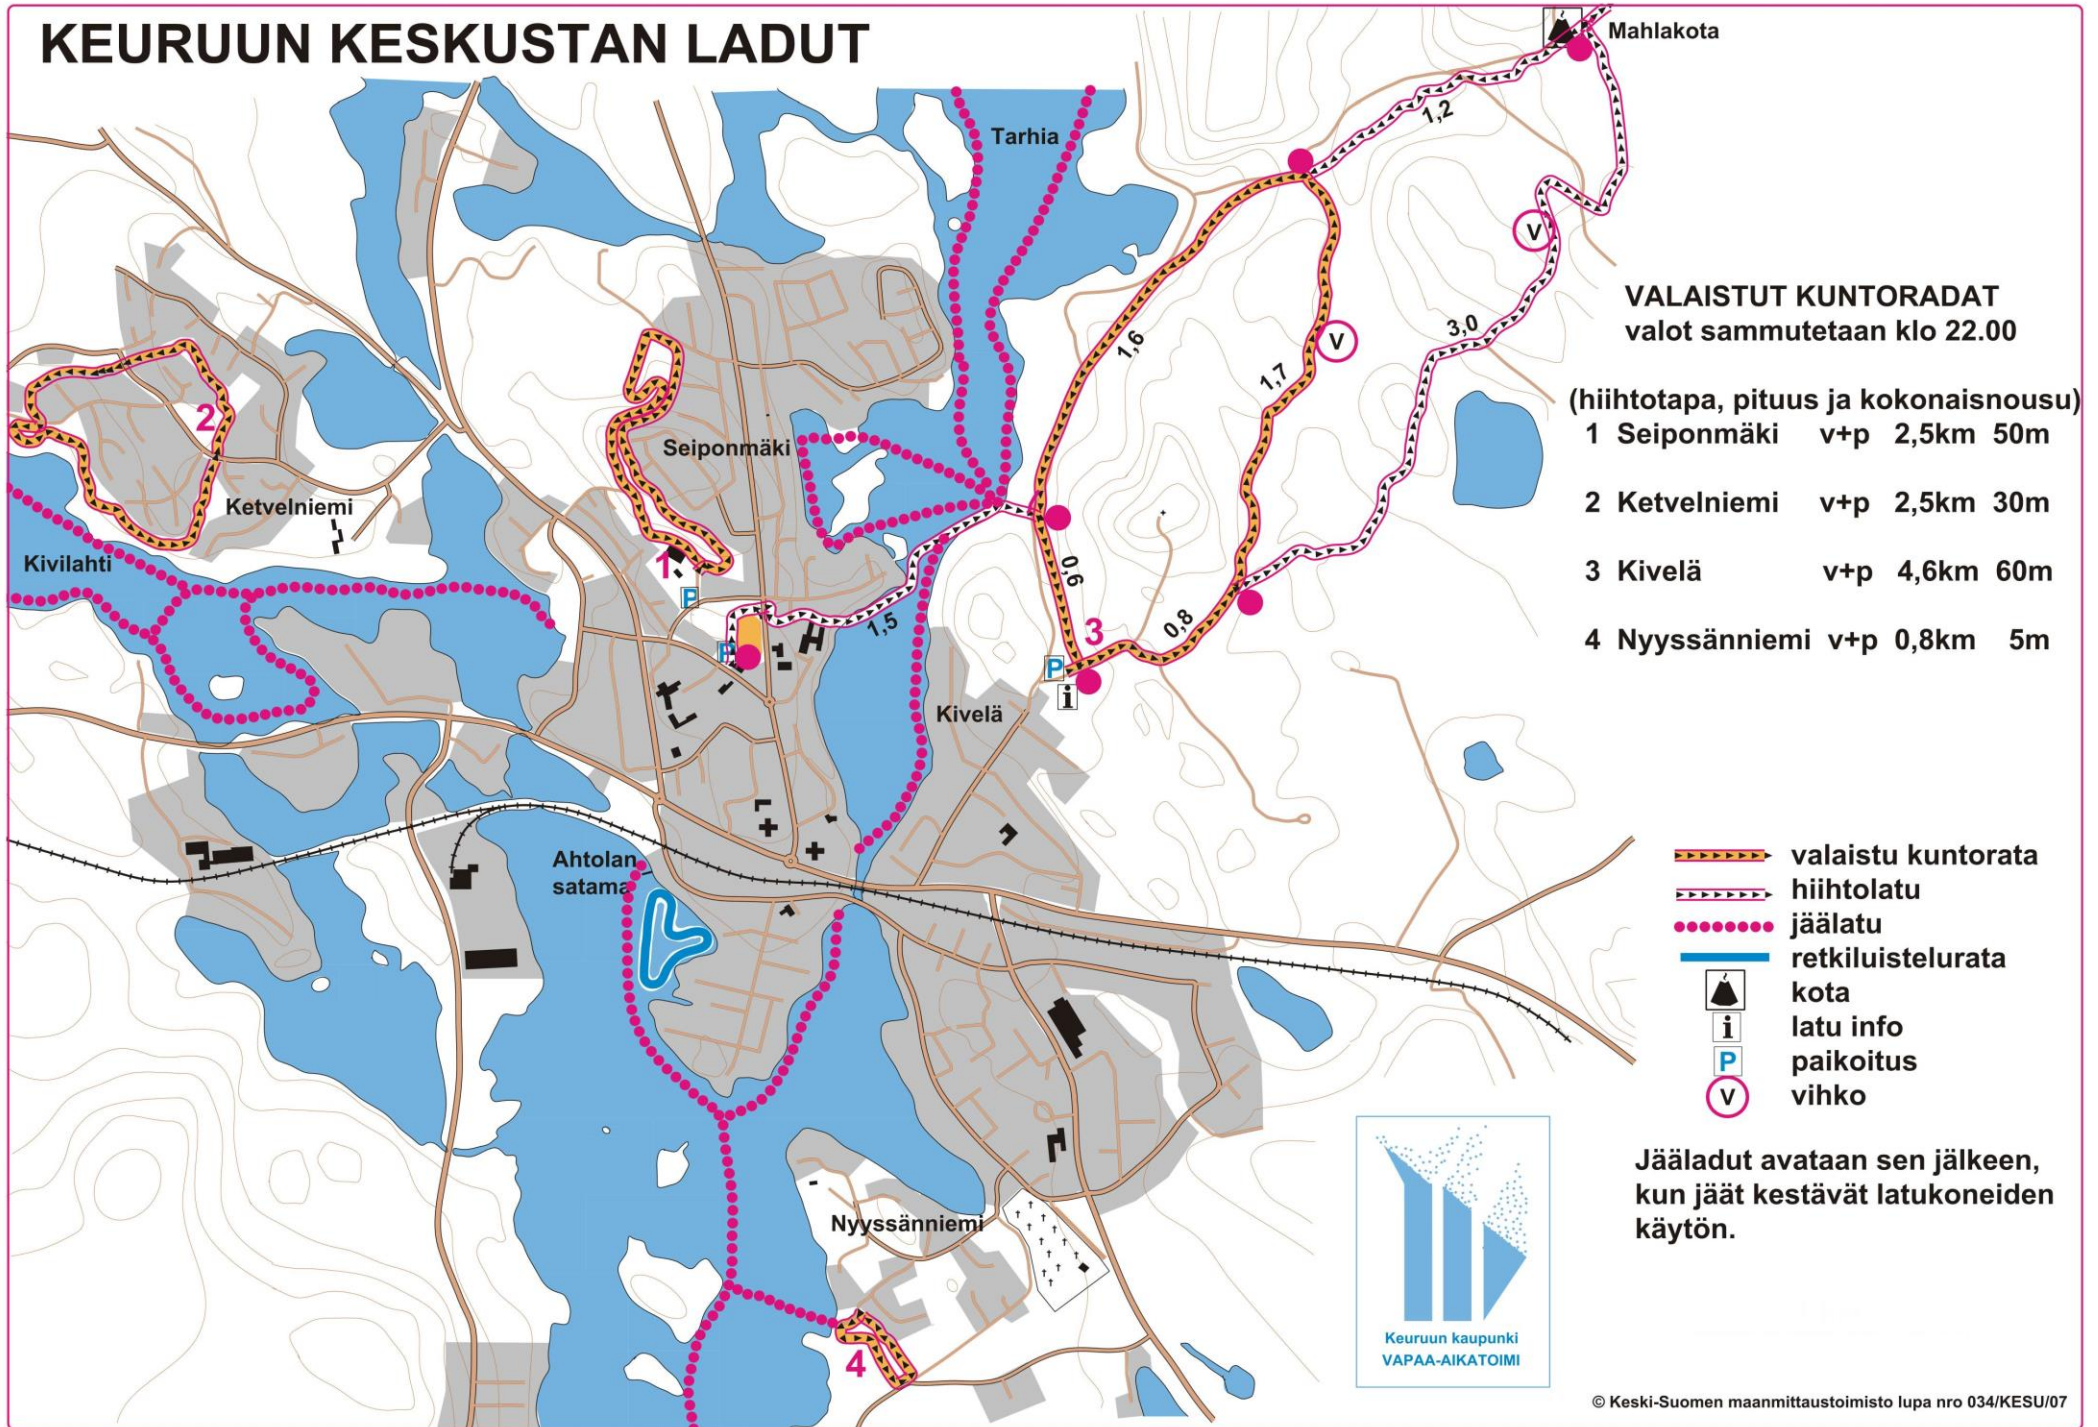 KEURUUN KESKUSTAN LADUT
Mahlakota
1,2
Tarhia
V
VALAISTUT KUNTORADAT
valot sammutetaan klo 22.00
3,0
V
1,6
1,7
(hiihtotapa, pituus ja kokonaisnousu)
1 Seiponmäki v+p 2,5km 50m
2 Ketvelniemi v+p 2,5km 30m
3 Kivelä v+p 4,6km 60m
4 Nyyssänniemi v+p 0,8km 5m
2
Seiponmäki
Ketvelniemi
Kivilahti
1
P
0,6
1,5
0,8
3
P
P
i
Kivelä
Ahtolan
satama
valaistu kuntorata
hiihtolatu
jäälatu
retkiluistelurata
kota
i latu info
P paikoitus
V vihko
Jääladut avataan sen jälkeen,
kun jäät kestävät latukoneiden
käytön.
Nyyssänniemi
4
Keuruun kaupunki
VAPAA-AIKATOIMI
© Keski-Suomen maanmittaustoimisto lupa nro 034/KESU/07